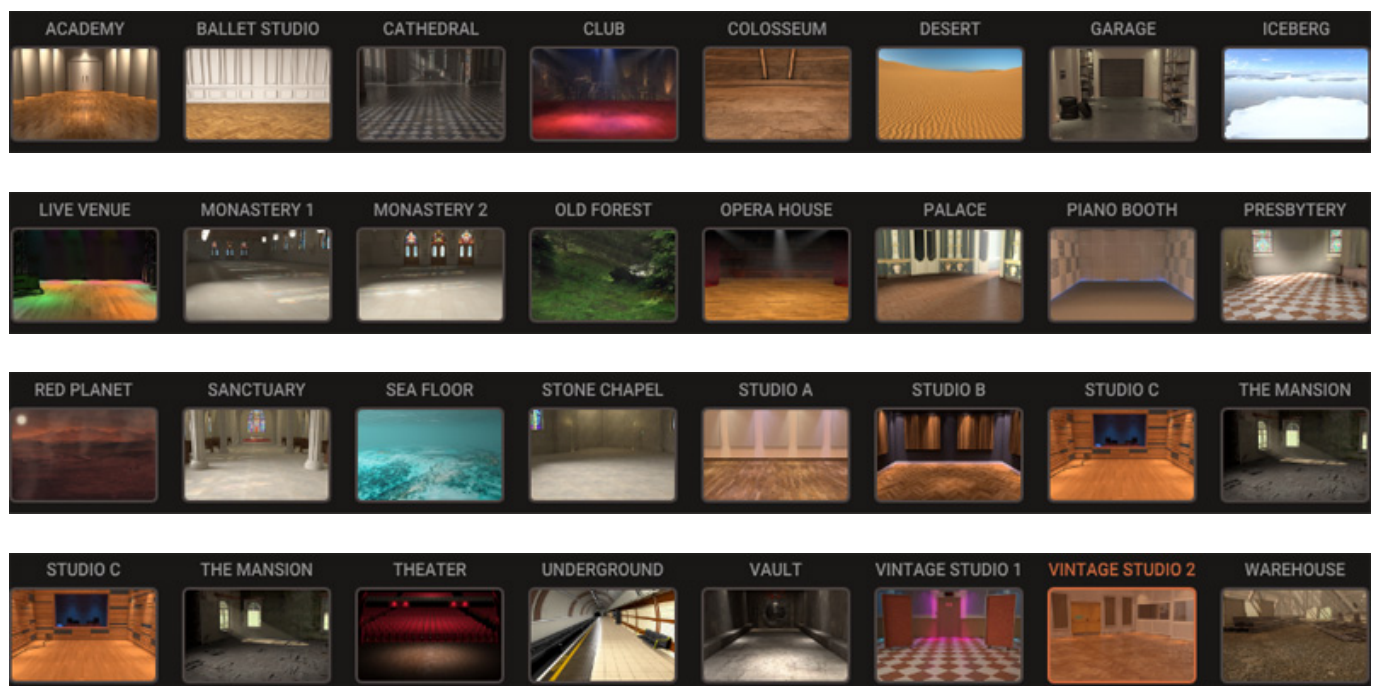 ACADEMY BALLET STUDIO CATHEDRAL CLUB COLOSSEUM DESERT GARAGE ICEBERG
LIVE VENUE MONASTERY 1 MONASTERY 2 OLD FOREST OPERA HOUSE PALACE PIANO BOOTH PRESBYTERY
RED PLANET SANCTUARY SEA FLOOR STONE CHAPEL STUDIO A STUDIO B STUDIO C THE MANSION
STUDIO C THE MANSION THEATER UNDERGROUND VAULT VINTAGE STUDIO 1 VINTAGE STUDIO 2 WAREHOUSE